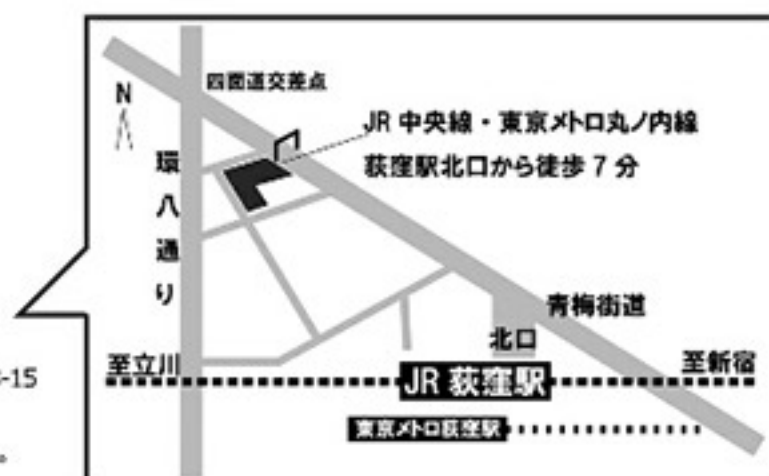 N
四面道交差点
JR 中央線・東京メトロ丸ノ内線
荻窪駅北口から徒歩 7 分
環八通り
青梅街道
北口
至立川
JR 荻窪駅
至新宿
東京メトロ荻窪駅
-15
。